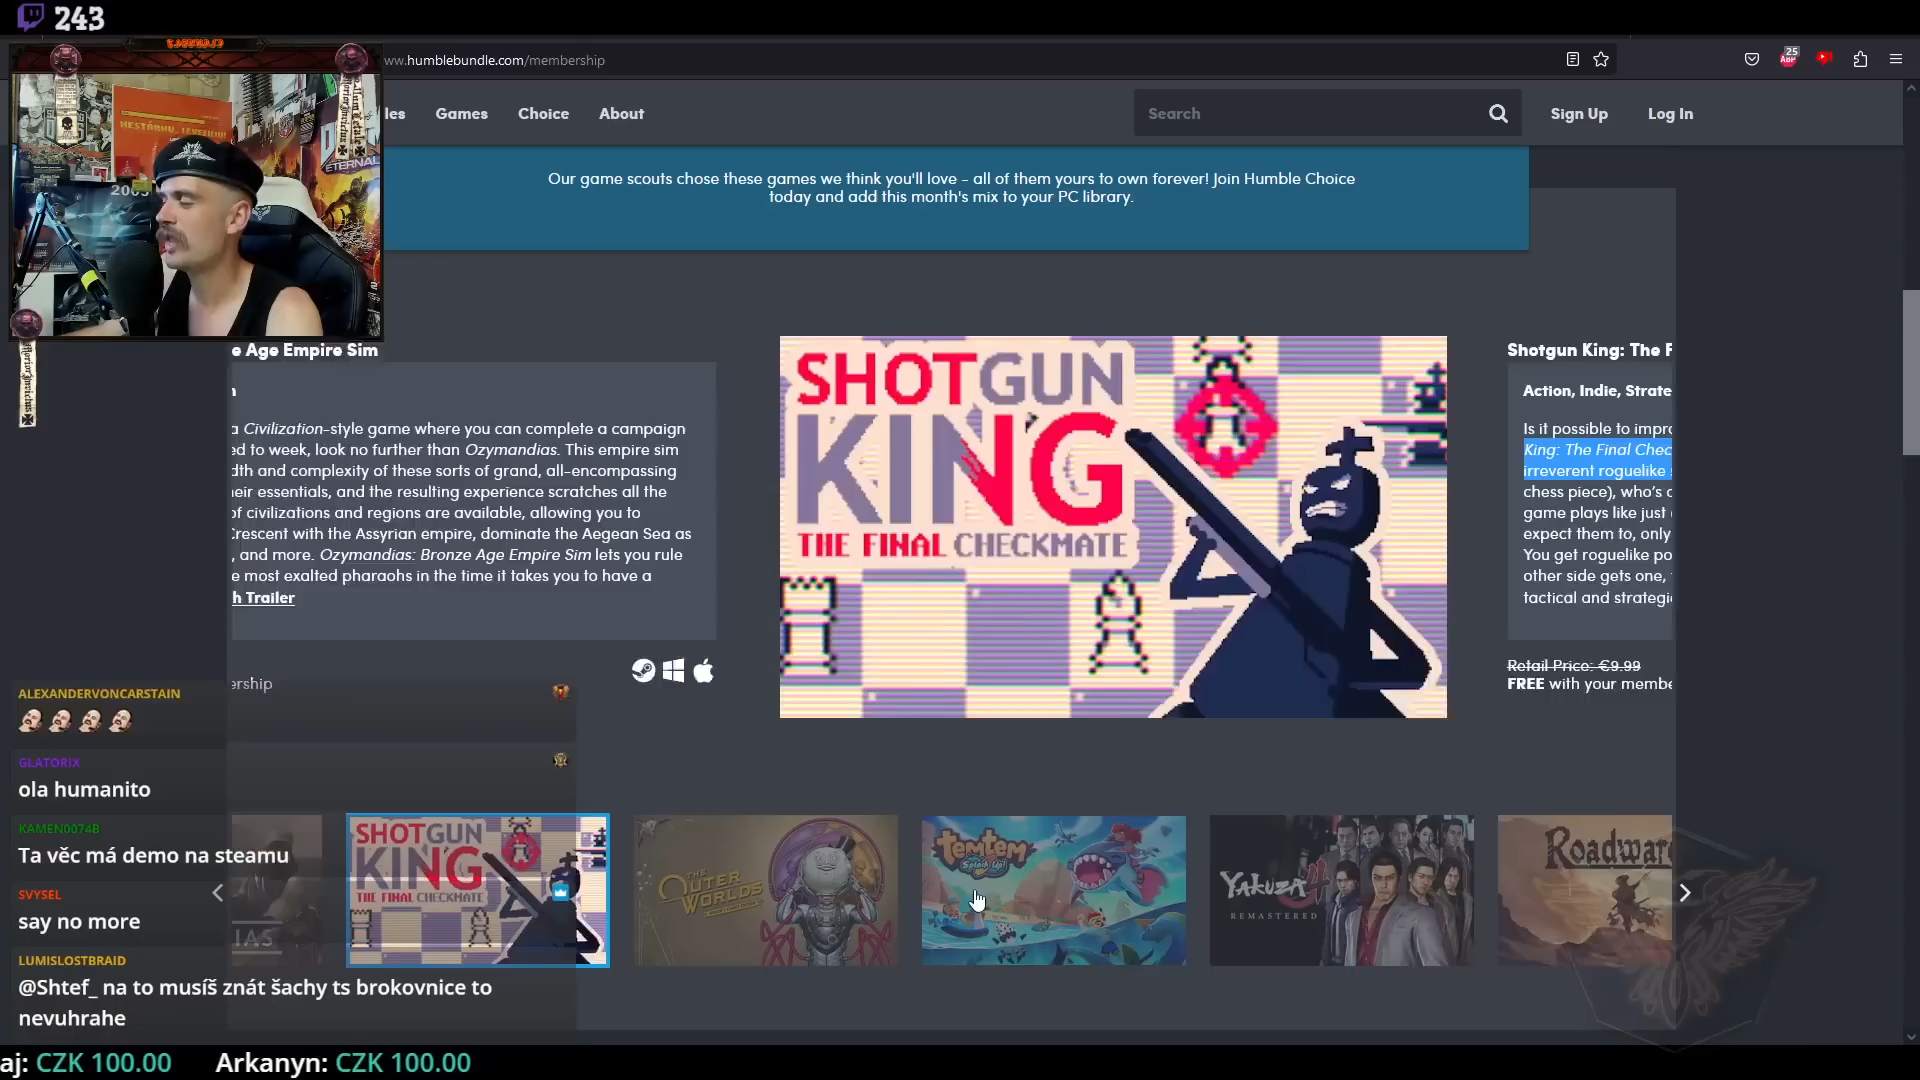 243
ww.humblebundle.com/membership
25
ABP
les
Games
Choice
About
Search
Sign Up
Log In
Our game scouts chose these games we think you'll love - all of them yours to own forever! Join Humble Choice
today and add this month's mix to your PC library.
MĚSTÁRNU, LEVELUJU
2005
ETERNAL
e Age Empire Sim
a Civilization-style game where you can complete a campaign
ed to week, look no further than Ozymandias. This empire sim
dth and complexity of these sorts of grand, all-encompassing
eir essentials, and the resulting experience scratches all the
of civilizations and regions are available, allowing you to
Crescent with the Assyrian empire, dominate the Aegean Sea as
, and more. Ozymandias: Bronze Age Empire Sim lets you rule
e most exalted pharaohs in the time it takes you to have a
h Trailer
ership
SHOTGUN
KING
THE FINAL CHECKMATE
Shotgun King: The F
Action, Indie, Strate
Is it possible to impro
King: The Final Chec
irreverent roguelike
chess piece), who's
game plays like just
expect them to, only
You get roguelike po
other side gets one,
tactical and strategi
Retail Price: €9.99
FREE with your membe
ALEXANDERVONCARSTAIN
GLATORIX
ola humanito
KAMEN0074B
Ta věc má demo na steamu
SVYSEL
say no more
LUMISLOSTBRAID
@Shtef_ na to musíš znát šachy ts brokovnice to
nevuhrahe
IAS
SHOTGUN
KING
THE FINAL CHECKMATE
THE OUTER
WORLDS
temtem
Splash Up!
YAKUZA 4
REMASTERED
Roadwar
aj: CZK 100.00
Arkanyn: CZK 100.00